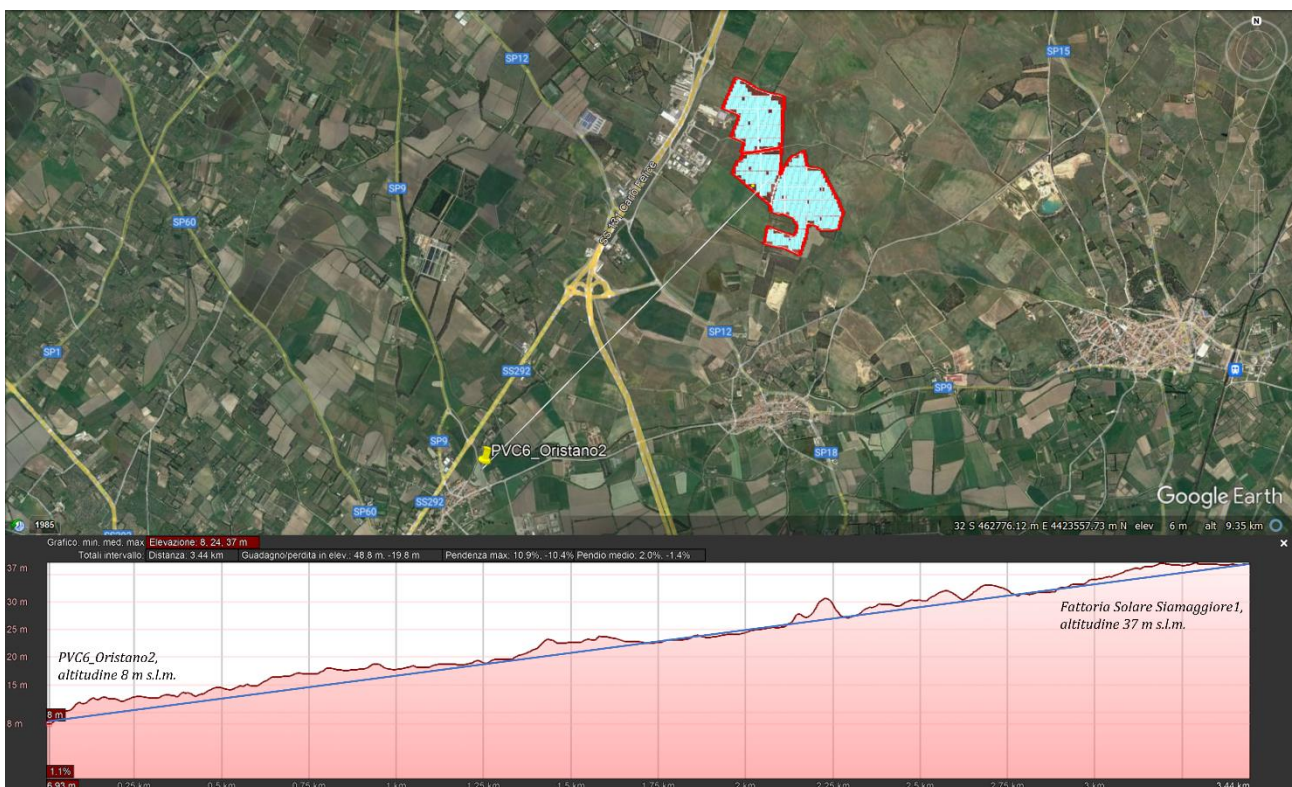 N
SP12
SP15
SP9
SP60
SS 131 Carlo Felice
SP1
SP12
SS292
SP9
SP9
PVC6_Oristano2
SP18
SS292
SP60
Google Earth
1985
32 S 462776.12 m E 4423557.73 m N elev 6 m alt 9.35 km
Grafico min. med. max Elevazione: 8, 24, 37 m
Totali intervallo: Distanza: 3.44 km Guadagno/perdita in elev.: 48.8 m, -19.8 m Pendenza max: 10.9%, -10.4% Pendio medio: 2.0%, -1.4%
37 m
30 m
25 m
20 m
15 m
8 m
PVC6_Oristano2,
altitudine 8 m s.l.m.
Fattoria Solare Siamaggiore1,
altitudine 37 m s.l.m.
8 m
1.1%
6.93 m 0.25 km 0.5 km 0.75 km 1 km 1.25 km 1.5 km 1.75 km 2 km 2.25 km 2.5 km 2.75 km 3 km 3.44 km